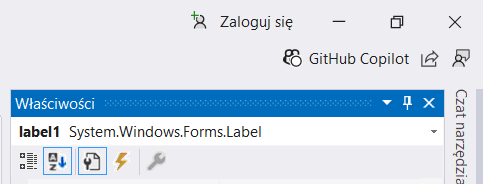 Zaloguj się
GitHub Copilot
Właściwości
label1 System.Windows.Forms.Label
Czat narzędzia